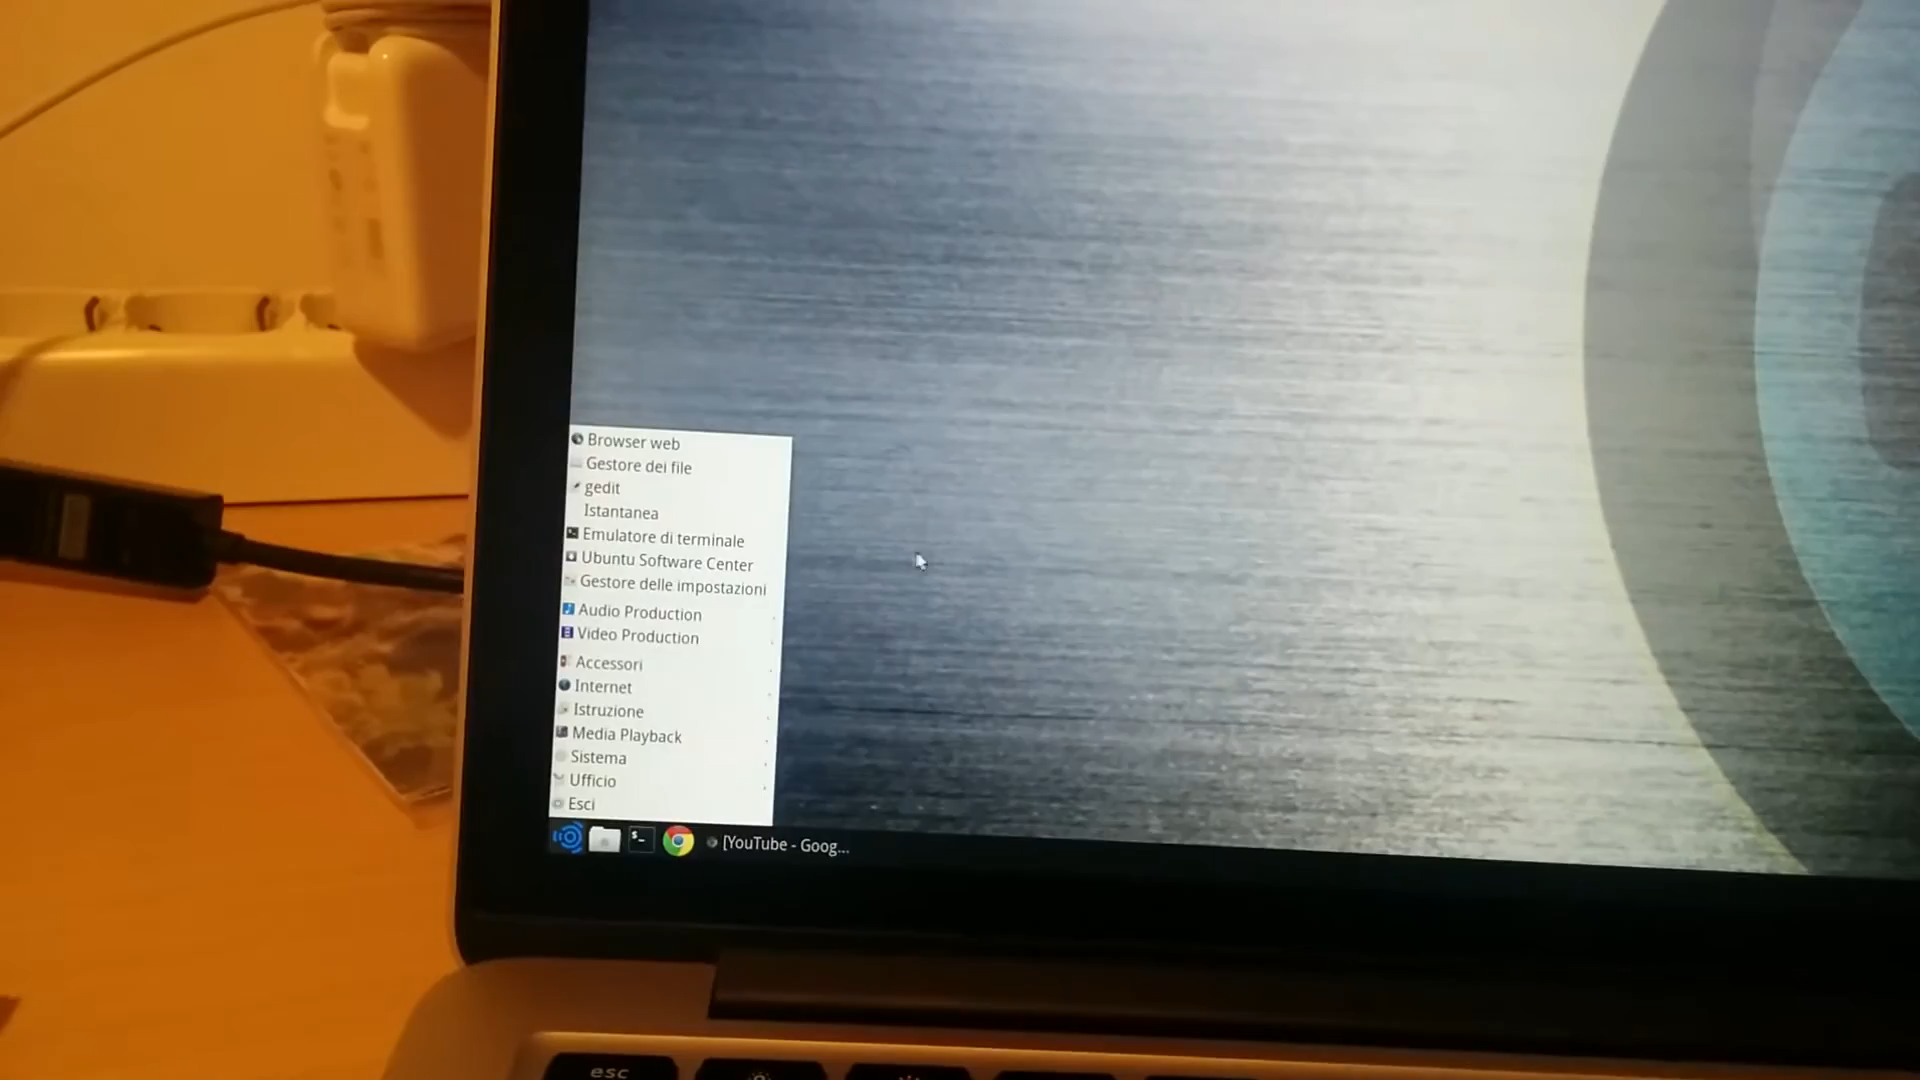 Browser web
Gestore dei file
gedit
Istantanea
Emulatore di terminale
Ubuntu Software Center
Gestore delle impostazioni
Audio Production
Video Production
Accessori
Internet
Istruzione
Media Playback
Sistema
Ufficio
Esci
[YouTube - Goog...
esc